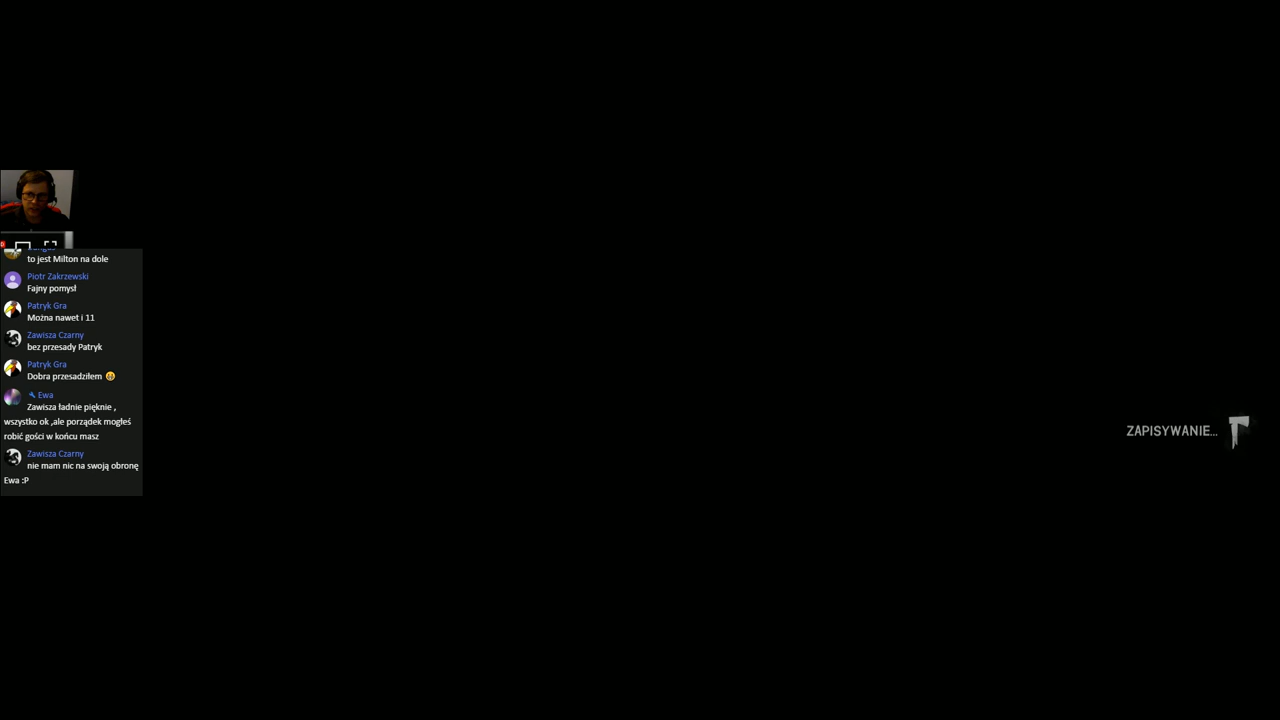 to jest Milton na dole
Piotr Zakrzewski
Fajny pomysł
Patryk Gra
Można nawet i 11
Zawisza Czarny
bez przesady Patryk
Patryk Gra
Dobra przesadziłem
Ewa
Zawisza ładnie pięknie ,
wszystko ok ,ale porządek mogłeś
robić gości w końcu masz
Zawisza Czarny
nie mam nic na swoją obronę
Ewa :P
ZAPISYWANIE...